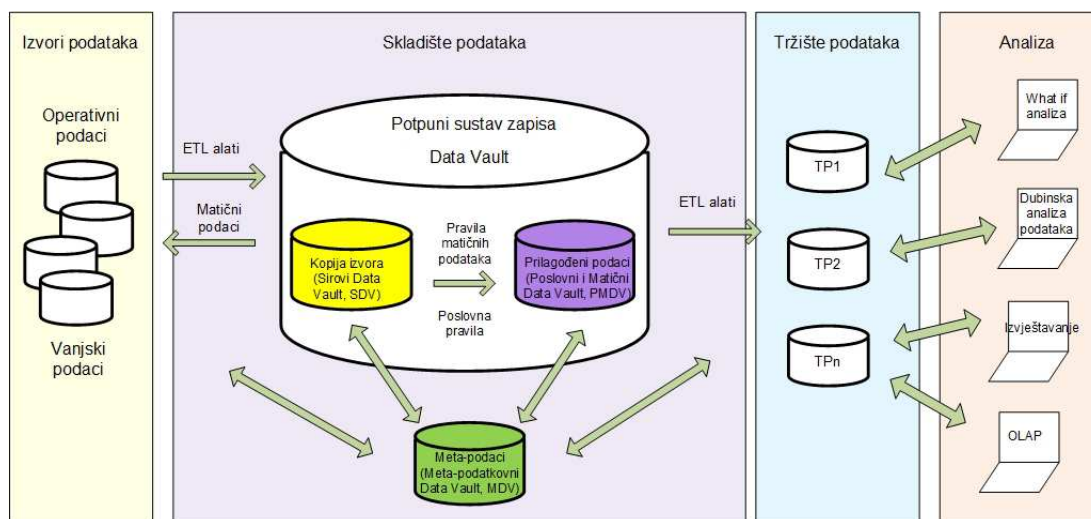 Izvori podataka
Operativni
podaci
Vanjski
podaci
ETL alati
Matični
podaci
Skladište podataka
Potpuni sustav zapisa
Data Vault
Kopija izvora
(Sirovi Data
Vault, SDV)
Pravila
matičnih
podataka
Poslovna
pravila
Prilagođeni podaci
(Poslovni i Matični
Data Vault, PMDV)
Meta-podaci
(Meta-podatkovni
Data Vault, MDV)
ETL alati
Tržište podataka
TP1
TP2
TPn
Analiza
What if
analiza
Dubinska
analiza
podataka
Izvještavanje
OLAP